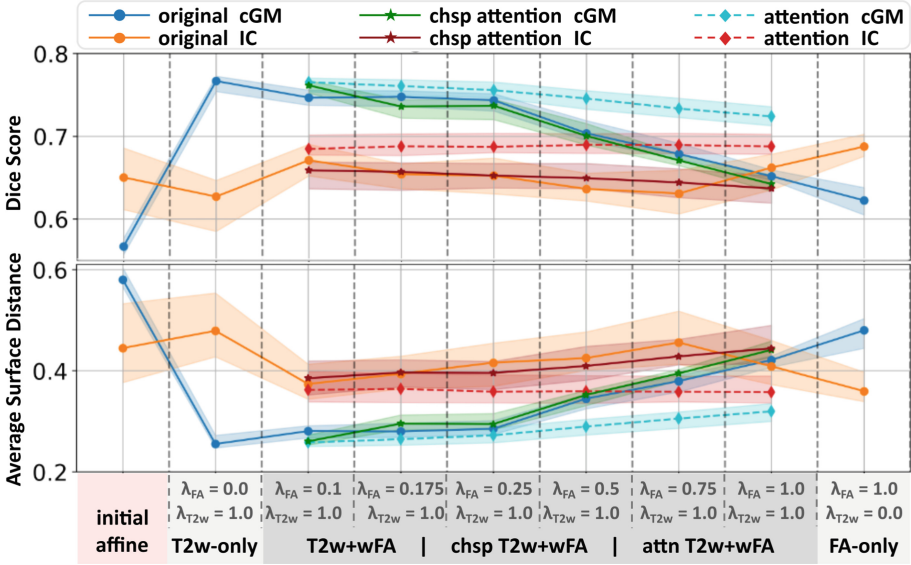 original cGM chsp attention cGM attention cGM
original IC chsp attention IC attention IC
0.8
0.7
0.6
Dice Score
0.6
0.4
0.2
Average Surface Distance
λFA = 0.0 λFA = 0.1 λFA = 0.175 λFA = 0.25 λFA = 0.5 λFA = 0.75 λFA = 1.0 λFA = 1.0
λT2w = 1.0 λT2w = 1.0 λT2w = 1.0 λT2w = 1.0 λT2w = 1.0 λT2w = 1.0 λT2w = 1.0 λT2w = 0.0
initial
affine T2w-only T2w+wFA | chsp T2w+wFA | attn T2w+wFA FA-only